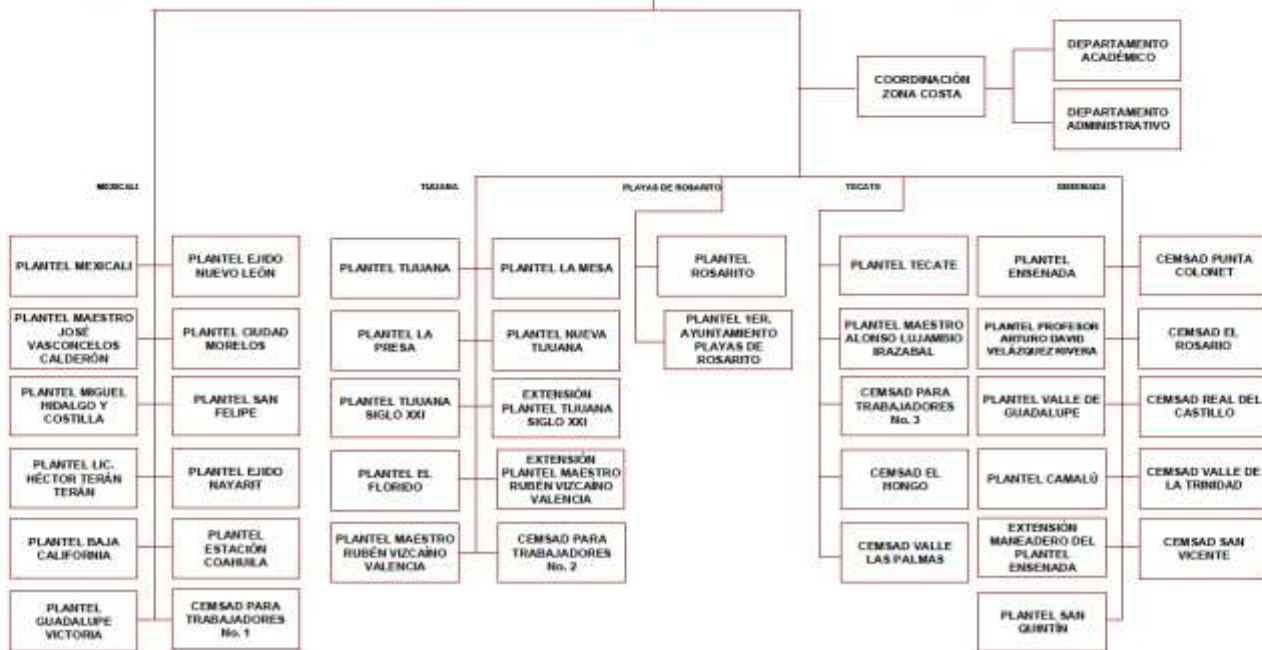 DEPARTAMENTO
ACADÉMICO
COORDINACIÓN
ZONA COSTA
DEPARTAMENTO
ADMINISTRATIVO
MEXICALI
TIJUANA
PLAYAS DE ROSARITO
TECATE
ENSENADA
PLANTEL MEXICALI
PLANTEL EJIDO
NUEVO LEÓN
PLANTEL MAESTRO
JOSÉ
VASCONCELOS
CALDERÓN
PLANTEL CIUDAD
MORELOS
PLANTEL MIGUEL
HIDALGO Y
COSTILLA
PLANTEL SAN
FELIPE
PLANTEL LIC.
HÉCTOR TERÁN
TERÁN
PLANTEL EJIDO
NAYARIT
PLANTEL BAJA
CALIFORNIA
PLANTEL
ESTACIÓN
COAHUILA
PLANTEL
GUADALUPE
VICTORIA
CEMSAD PARA
TRABAJADORES
No. 1
PLANTEL TIJUANA
PLANTEL LA MESA
PLANTEL LA
PRESA
PLANTEL NUEVA
TIJUANA
PLANTEL TIJUANA
SIGLO XXI
EXTENSIÓN
PLANTEL TIJUANA
SIGLO XXI
PLANTEL EL
FLORIDO
EXTENSIÓN
PLANTEL MAESTRO
RUBÉN VIZCAÍNO
VALENCIA
PLANTEL MAESTRO
RUBÉN VIZCAÍNO
VALENCIA
CEMSAD PARA
TRABAJADORES
No. 2
PLANTEL
ROSARITO
PLANTEL 1ER.
AYUNTAMIENTO
PLAYAS DE
ROSARITO
PLANTEL TECATE
PLANTEL MAESTRO
ALONSO LUJAMBIO
IRAZABÁL
CEMSAD PARA
TRABAJADORES
No. 3
CEMSAD EL
HONGO
CEMSAD VALLE
LAS PALMAS
PLANTEL
ENSENADA
CEMSAD PUNTA
COLONET
PLANTEL PROFESOR
ARTURO DAVID
VELÁZQUEZ RIVERA
CEMSAD EL
ROSARIO
PLANTEL VALLE DE
GUADALUPE
CEMSAD REAL DEL
CASTILLO
PLANTEL CAMALÚ
CEMSAD VALLE DE
LA TRINIDAD
EXTENSIÓN
MANEADERO DEL
PLANTEL
ENSENADA
CEMSAD SAN
VICENTE
PLANTEL SAN
QUINTÍN